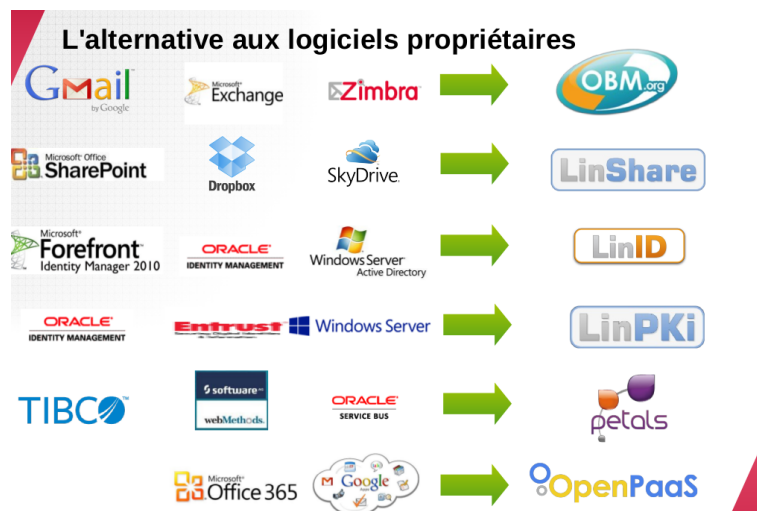 L'alternative aux logiciels propriétaires
Gmail
by Google
Microsoft
Exchange
Zimbra
OBM.org
Microsoft Office
SharePoint
Dropbox
SkyDrive
LinShare
Microsoft
Forefront
Identity Manager 2010
ORACLE
IDENTITY MANAGEMENT
Windows Server
Active Directory
LinID
ORACLE
IDENTITY MANAGEMENT
Entrust
Windows Server
LinPKi
TIBCO
software
webMethods.
ORACLE
SERVICE BUS
petals
Microsoft
Office 365
Google
OpenPaaS